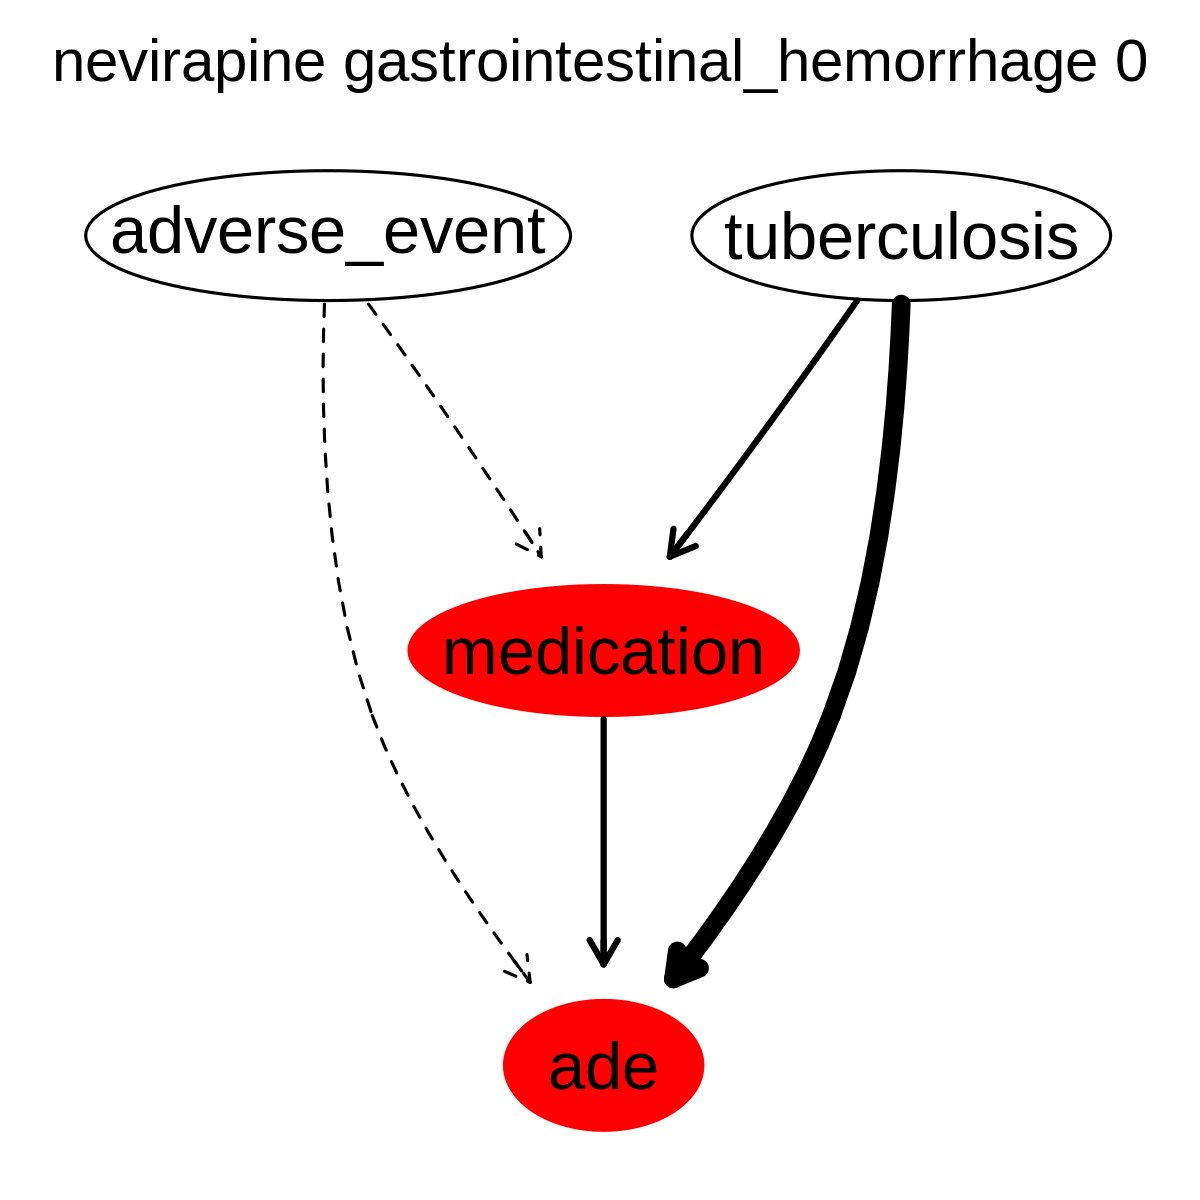 nevirapine gastrointestinal_hemorrhage 0
adverse_event
tuberculosis
medication
ade